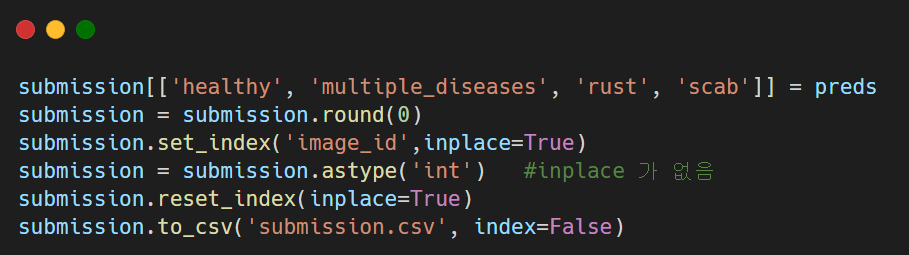 submission[['healthy', 'multiple_diseases', 'rust', 'scab']] = preds
submission = submission.round(0)
submission.set_index('image_id',inplace=True)
submission = submission.astype('int')   #inplace 가 없음
submission.reset_index(inplace=True)
submission.to_csv('submission.csv', index=False)